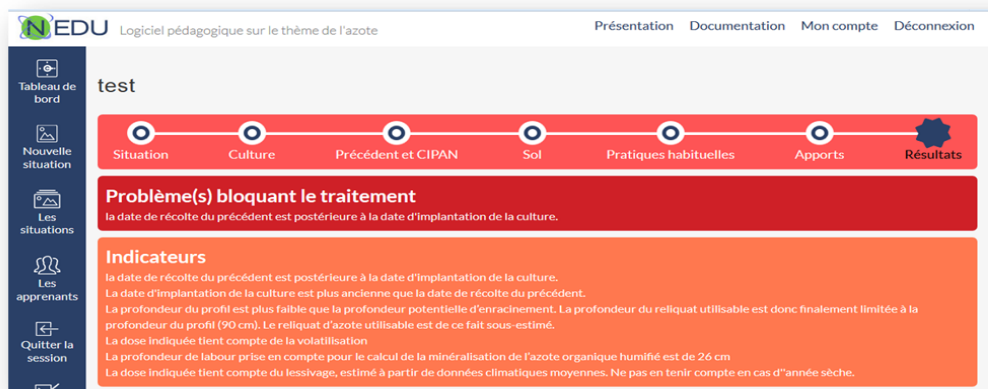 NEDU Logiciel pédagogique sur le thème de l'azote
Présentation Documentation Mon compte Déconnexion
Tableau de
bord
Nouvelle
situation
Les
situations
Les
apprenants
Quitter la
session
test
Situation Culture Précédent et CIPAN Sol Pratiques habituelles Apports Résultats
Problème(s) bloquant le traitement
la date de récolte du précédent est postérieure à la date d'implantation de la culture.
Indicateurs
la date de récolte du précédent est postérieure à la date d'implantation de la culture.
La date d'implantation de la culture est plus ancienne que la date de récolte du précédent.
La profondeur du profil est plus faible que la profondeur potentielle d'enracinement. La profondeur du reliquat utilisable est donc finalement limitée à la
profondeur du profil (90 cm). Le reliquat d'azote utilisable est de ce fait sous-estimé.
La dose indiquée tient compte de la volatilisation
La profondeur de labour prise en compte pour le calcul de la minéralisation de l'azote organique humifié est de 26 cm
La dose indiquée tient compte du lessivage, estimé à partir de données climatiques moyennes. Ne pas en tenir compte en cas d''année sèche.